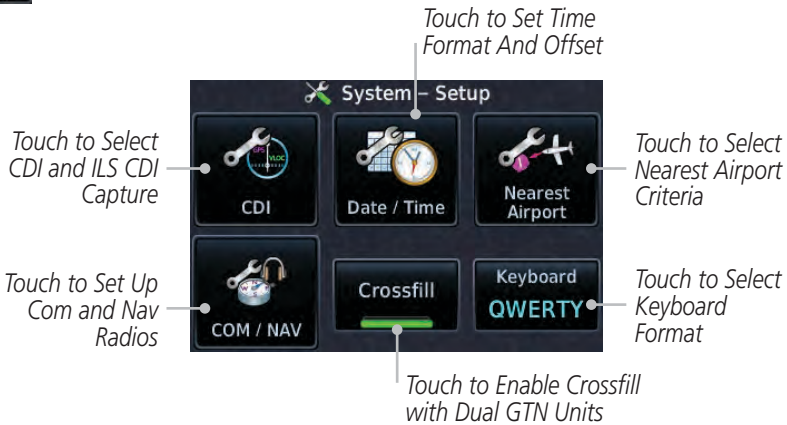 Touch to Set Time
Format And Offset
System – Setup
Touch to Select
CDI and ILS CDI
Capture
GPS
VLOC
CDI
Date / Time
Nearest
Airport
Touch to Select
Nearest Airport
Criteria
Touch to Set Up
Com and Nav
Radios
COM / NAV
Crossfill
Keyboard
QWERTY
Touch to Select
Keyboard
Format
Touch to Enable Crossfill
with Dual GTN Units